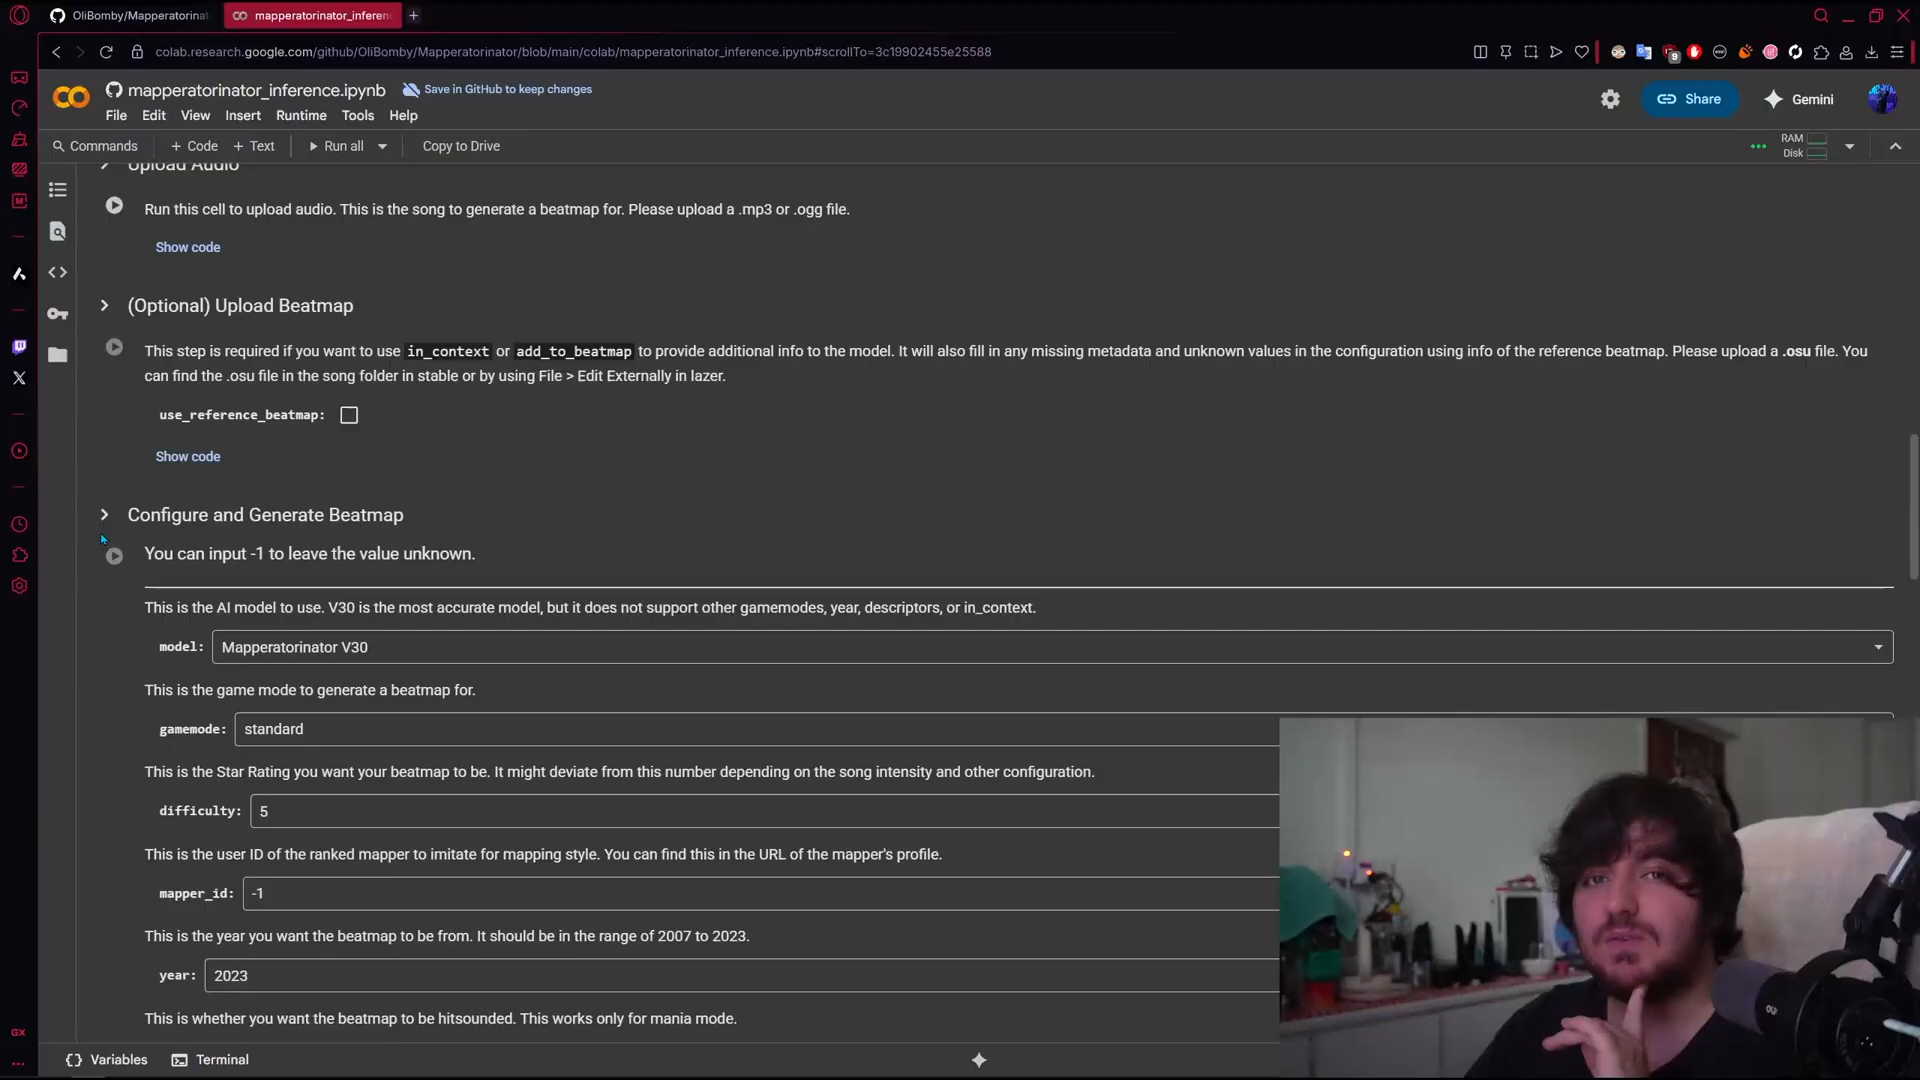 OliBomby/Mapperatorina
mapperatorinator_inferen
colab.research.google.com/github/OliBomby/Mapperatorinator/blob/main/colab/mapperatorinator_inference.ipynb#scrollTo=3c19902455e25588
9
mapperatorinator_inference.ipynb
Save in GitHub to keep changes
Share
Gemini
File Edit View Insert Runtime Tools Help
Commands
+ Code + Text
Run all
Copy to Drive
RAM
Disk
Upload Audio
Run this cell to upload audio. This is the song to generate a beatmap for. Please upload a .mp3 or .ogg file.
Show code
(Optional) Upload Beatmap
This step is required if you want to use in_context or add_to_beatmap to provide additional info to the model. It will also fill in any missing metadata and unknown values in the configuration using info of the reference beatmap. Please upload a .osu file. You
can find the .osu file in the song folder in stable or by using File > Edit Externally in lazer.
use_reference_beatmap:
Show code
Configure and Generate Beatmap
You can input -1 to leave the value unknown.
This is the AI model to use. V30 is the most accurate model, but it does not support other gamemodes, year, descriptors, or in_context.
model: Mapperatorinator V30
This is the game mode to generate a beatmap for.
gamemode: standard
This is the Star Rating you want your beatmap to be. It might deviate from this number depending on the song intensity and other configuration.
difficulty: 5
This is the user ID of the ranked mapper to imitate for mapping style. You can find this in the URL of the mapper's profile.
mapper_id: -1
This is the year you want the beatmap to be from. It should be in the range of 2007 to 2023.
year: 2023
This is whether you want the beatmap to be hitsounded. This works only for mania mode.
GX
Variables
Terminal